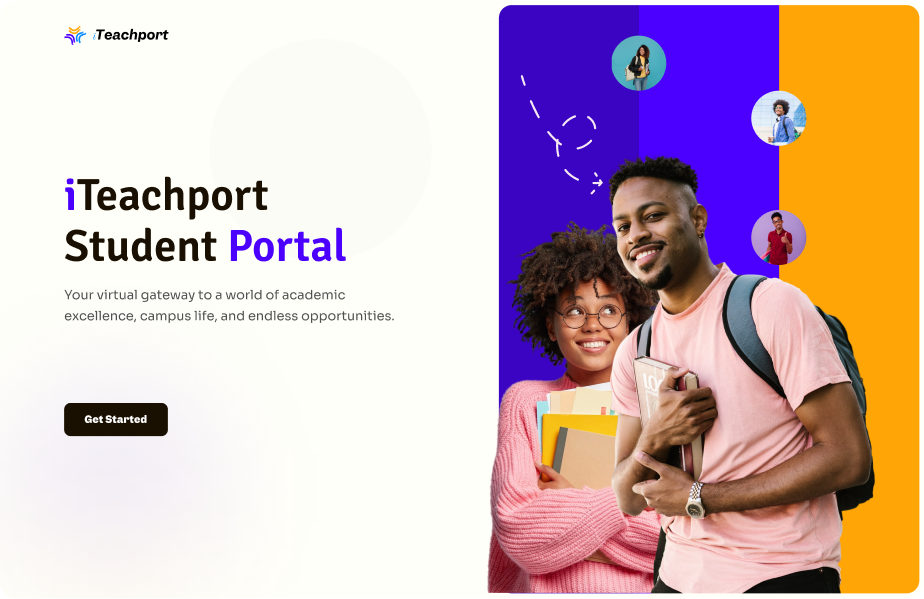 iTeachport
iTeachport
Student Portal
Your virtual gateway to a world of academic
excellence, campus life, and endless opportunities.
Get Started